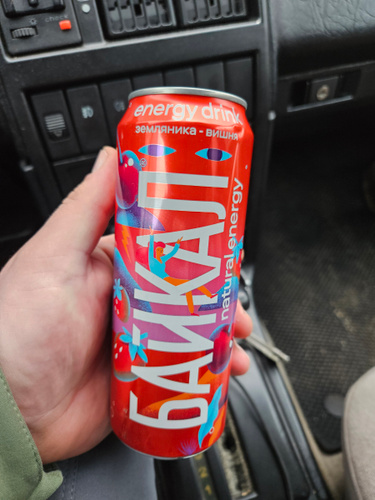 energy drink
земляника - вишня
БАЙКАЛ
natural energy